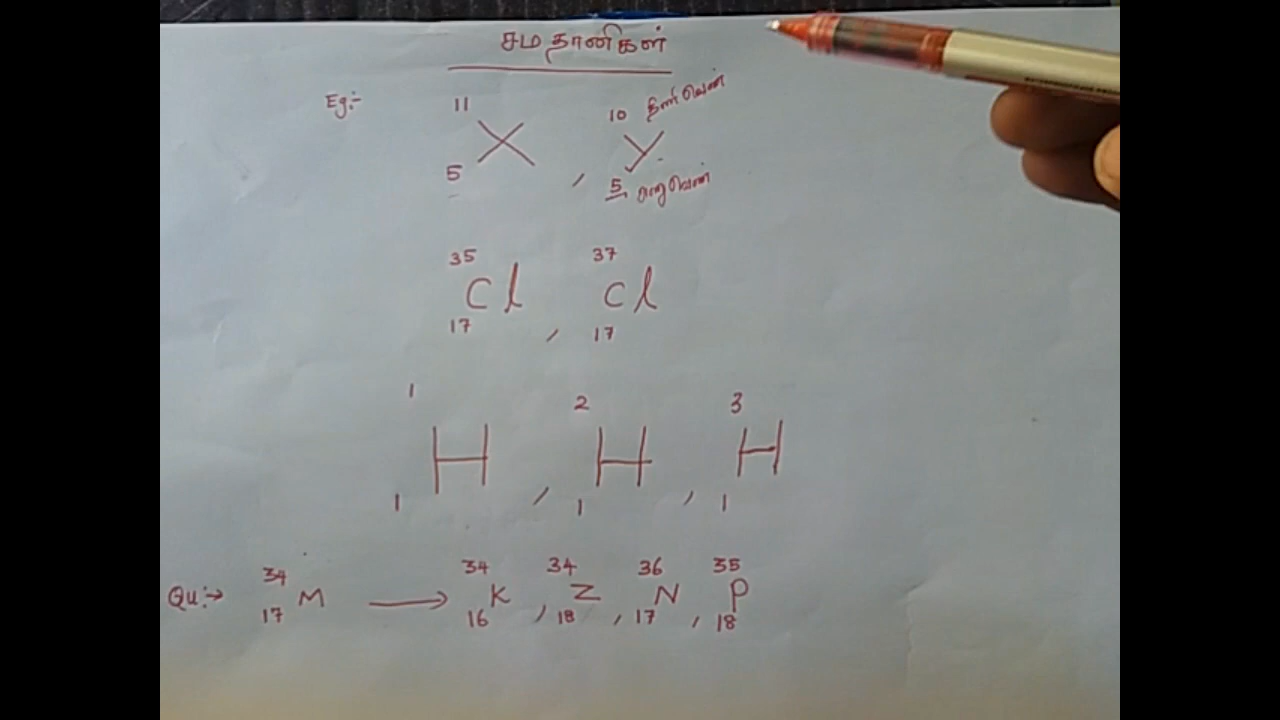 சமதானிகள்
Eg:- 11 X 5 , 10 Y 5 திணிவெண் அணுவெண்
35 Cl 17 , 37 Cl 17
1 H 1 , 2 H 1 , 3 H 1
Qu:→ 34 M 17 → 34 K 16 , 34 Z 18 , 36 N 17 , 35 P 18